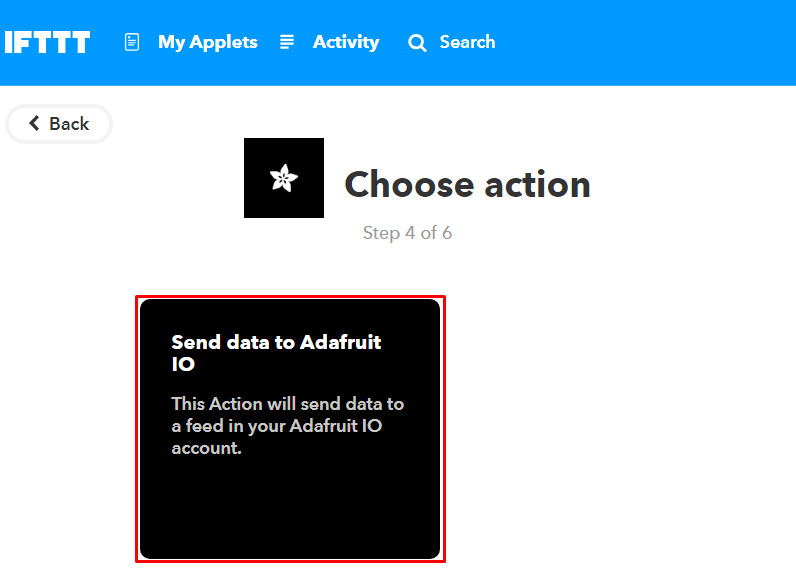 IFTTT My Applets Activity Search
Back
Choose action
Step 4 of 6
Send data to Adafruit
IO
This Action will send data to
a feed in your Adafruit IO
account.